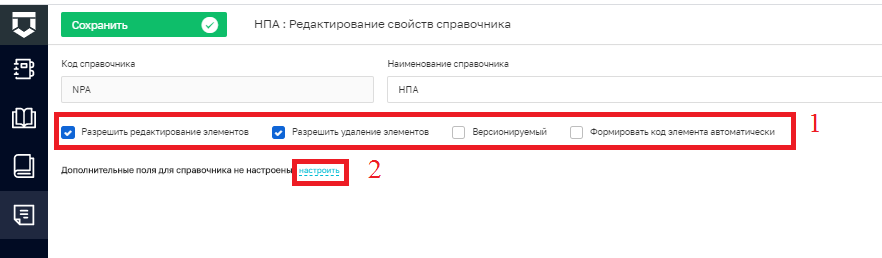 Сохранить
НПА : Редактирование свойств справочника
Код справочника
Наименование справочника
NPA
НПА
Разрешить редактирование элементов
Разрешить удаление элементов
Версионируемый
Формировать код элемента автоматически
1
Дополнительные поля для справочника не настроены настроить
2